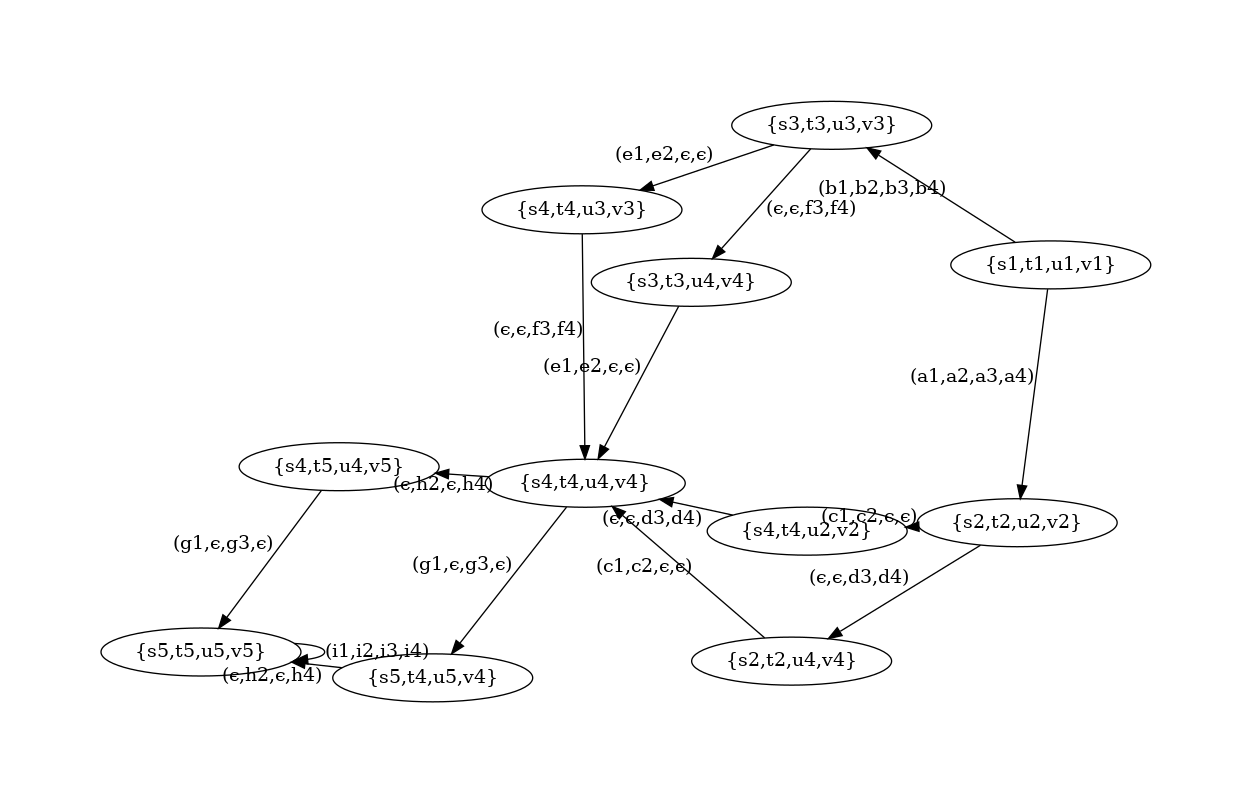 {s3,t3,u3,v3}
(e1,e2,ϵ,ϵ)
(b1,b2,b3,b4)
{s4,t4,u3,v3}
(ϵ,ϵ,f3,f4)
{s1,t1,u1,v1}
{s3,t3,u4,v4}
(ϵ,ϵ,f3,f4)
(e1,e2,ϵ,ϵ)
(a1,a2,a3,a4)
{s4,t5,u4,v5}
(ϵ,h2,ϵ,h4)
{s4,t4,u4,v4}
(ϵ,ϵ,d3,d4)
(c1,c2,ϵ,ϵ)
{s2,t2,u2,v2}
{s4,t4,u2,v2}
(g1,ϵ,g3,ϵ)
(g1,ϵ,g3,ϵ)
(c1,c2,ϵ,ϵ)
(ϵ,ϵ,d3,d4)
{s5,t5,u5,v5}
(i1,i2,i3,i4)
{s2,t2,u4,v4}
(ϵ,h2,ϵ,h4)
{s5,t4,u5,v4}